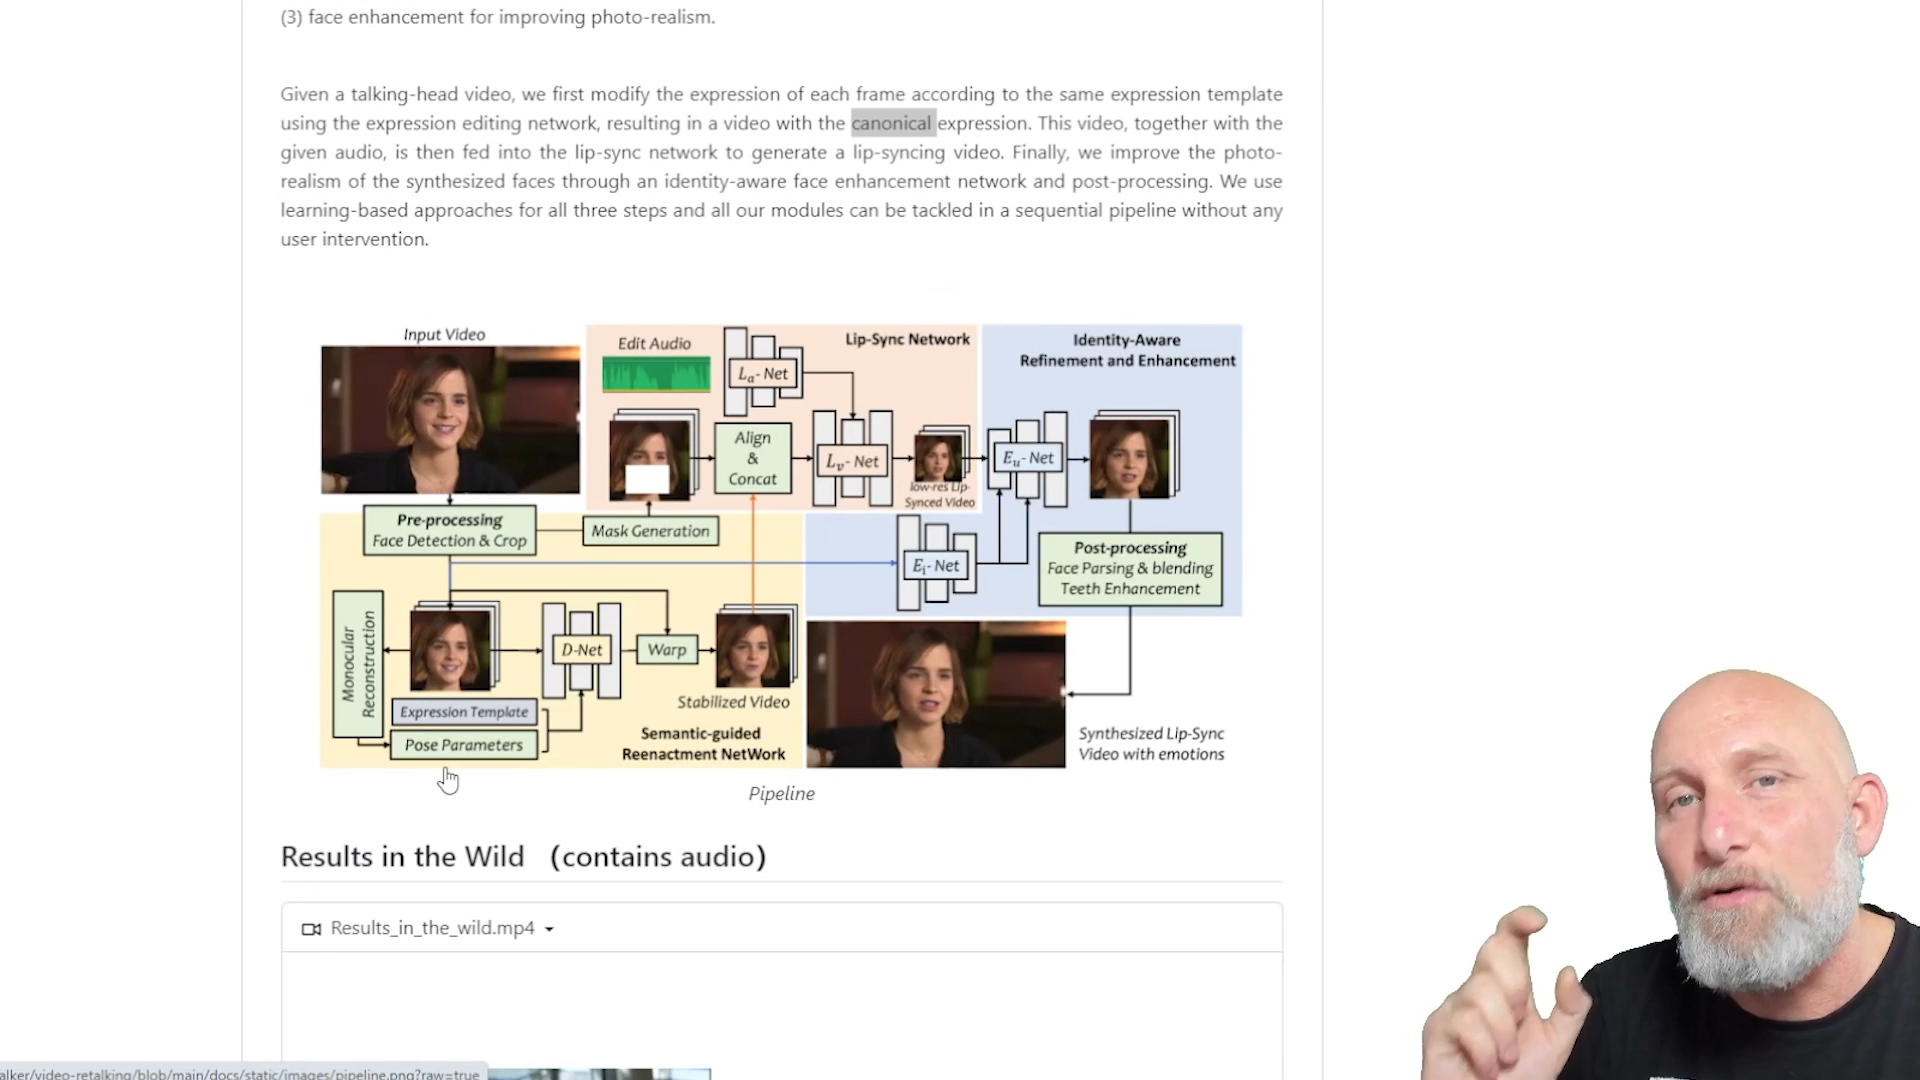 (3) face enhancement for improving photo-realism.
Given a talking-head video, we first modify the expression of each frame according to the same expression template
using the expression editing network, resulting in a video with the canonical expression. This video, together with the
given audio, is then fed into the lip-sync network to generate a lip-syncing video. Finally, we improve the photo-
realism of the synthesized faces through an identity-aware face enhancement network and post-processing. We use
learning-based approaches for all three steps and all our modules can be tackled in a sequential pipeline without any
user intervention.
Input Video
Edit Audio
Lₐ- Net
Lip-Sync Network
Identity-Aware
Refinement and Enhancement
Align
&
Concat
Lᵥ- Net
low-res Lip-
Synced Video
Eᵤ- Net
Pre-processing
Face Detection & Crop
Mask Generation
Eᵢ- Net
Post-processing
Face Parsing & blending
Teeth Enhancement
Monocular
Reconstruction
D-Net
Warp
Stabilized Video
Expression Template
Pose Parameters
Semantic-guided
Reenactment NetWork
Synthesized Lip-Sync
Video with emotions
Pipeline
Results in the Wild (contains audio)
Results_in_the_wild.mp4
alker/video-retalking/blob/main/docs/static/images/pipeline.png?raw=true